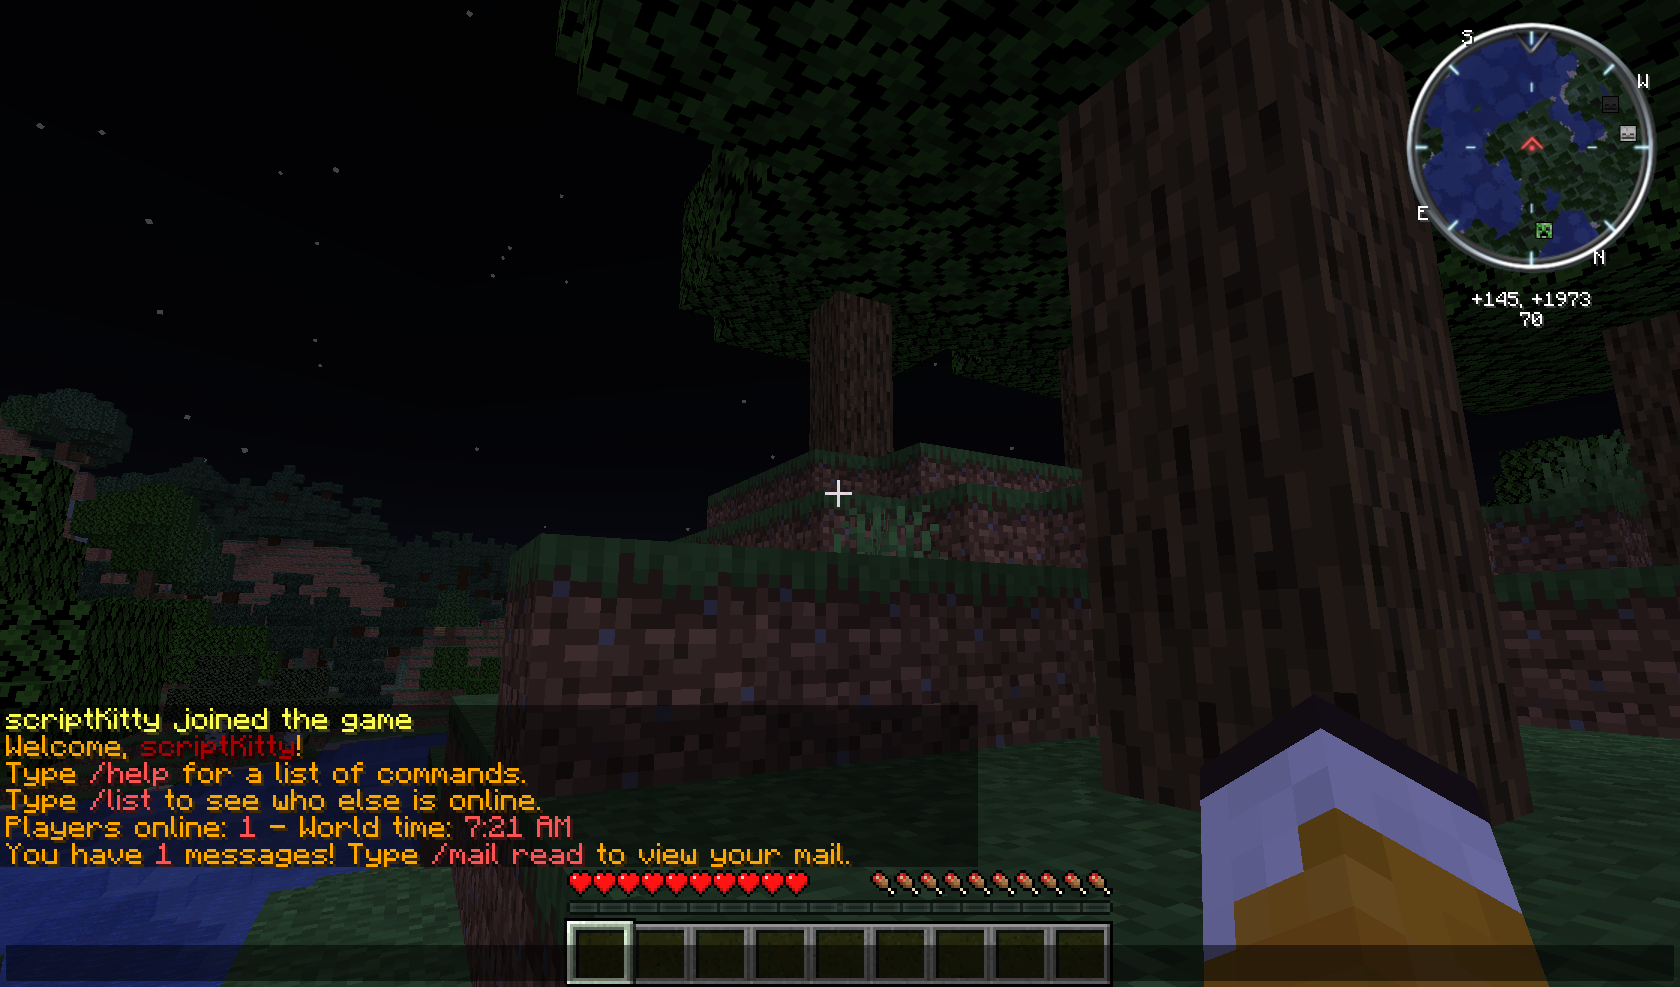 S
W
E
N
+145, +1973
70
scriptKitty joined the game
Welcome, scriptKitty!
Type /help for a list of commands.
Type /list to see who else is online.
Players online: 1 - World time: 7:21 AM
You have 1 messages! Type /mail read to view your mail.